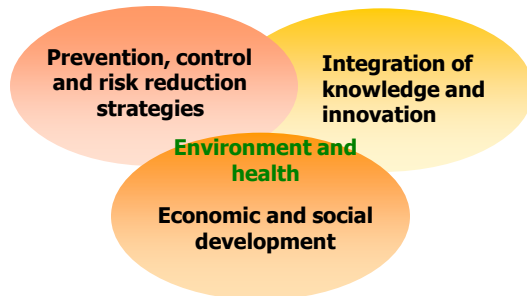 Prevention, control
and risk reduction
strategies
Integration of
knowledge and
innovation
Environment and
health
Economic and social
development